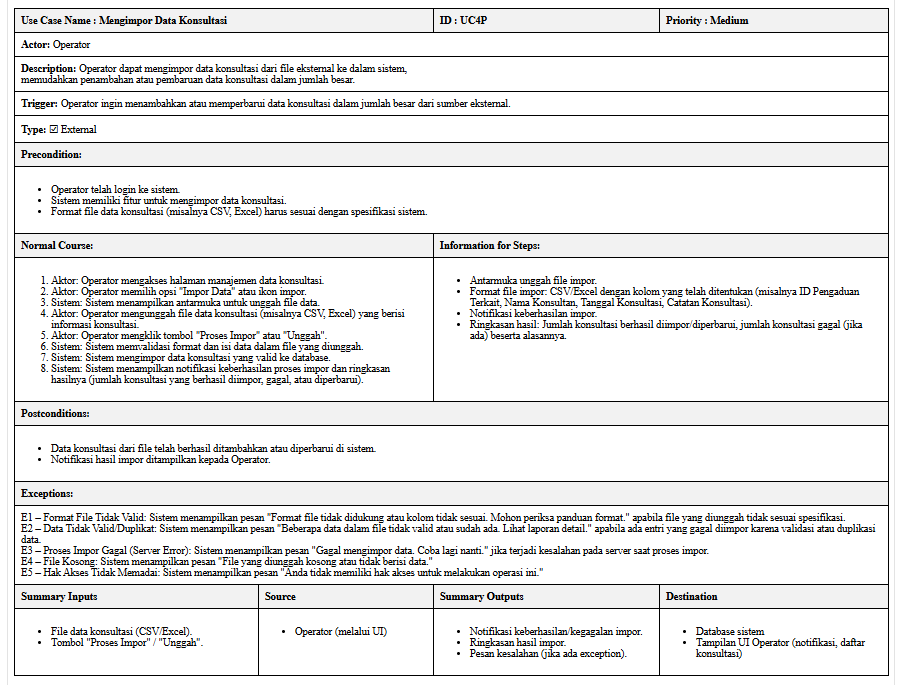 Use Case Name : Mengimpor Data Konsultasi
ID : UC4P
Priority : Medium
Actor: Operator
Description: Operator dapat mengimpor data konsultasi dari file eksternal ke dalam sistem,
memudahkan penambahan atau pembaruan data konsultasi dalam jumlah besar.
Trigger: Operator ingin menambahkan atau memperbarui data konsultasi dalam jumlah besar dari sumber eksternal.
Type: ☑ External
Precondition:
• Operator telah login ke sistem.
• Sistem memiliki fitur untuk mengimpor data konsultasi.
• Format file data konsultasi (misalnya CSV, Excel) harus sesuai dengan spesifikasi sistem.
Normal Course:
1. Aktor: Operator mengakses halaman manajemen data konsultasi.
2. Aktor: Operator memilih opsi "Impor Data" atau ikon impor.
3. Sistem: Sistem menampilkan antarmuka untuk unggah file data.
4. Aktor: Operator mengunggah file data konsultasi (misalnya CSV, Excel) yang berisi
informasi konsultasi.
5. Aktor: Operator mengklik tombol "Proses Impor" atau "Unggah".
6. Sistem: Sistem memvalidasi format dan isi data dalam file yang diunggah.
7. Sistem: Sistem mengimpor data konsultasi yang valid ke database.
8. Sistem: Sistem menampilkan notifikasi keberhasilan proses impor dan ringkasan
hasilnya (jumlah konsultasi yang berhasil diimpor, gagal, atau diperbarui).
Information for Steps:
• Antarmuka unggah file impor.
• Format file impor: CSV/Excel dengan kolom yang telah ditentukan (misalnya ID Pengaduan
Terkait, Nama Konsultan, Tanggal Konsultasi, Catatan Konsultasi).
• Notifikasi keberhasilan impor.
• Ringkasan hasil: Jumlah konsultasi berhasil diimpor/diperbarui, jumlah konsultasi gagal (jika
ada) beserta alasannya.
Postconditions:
• Data konsultasi dari file telah berhasil ditambahkan atau diperbarui di sistem.
• Notifikasi hasil impor ditampilkan kepada Operator.
Exceptions:
E1 – Format File Tidak Valid: Sistem menampilkan pesan "Format file tidak didukung atau kolom tidak sesuai. Mohon periksa panduan format." apabila file yang diunggah tidak sesuai spesifikasi.
E2 – Data Tidak Valid/Duplikat: Sistem menampilkan pesan "Beberapa data dalam file tidak valid atau sudah ada. Lihat laporan detail." apabila ada entri yang gagal diimpor karena validasi atau duplikasi
data.
E3 – Proses Impor Gagal (Server Error): Sistem menampilkan pesan "Gagal mengimpor data. Coba lagi nanti." jika terjadi kesalahan pada server saat proses impor.
E4 – File Kosong: Sistem menampilkan pesan "File yang diunggah kosong atau tidak berisi data."
E5 – Hak Akses Tidak Memadai: Sistem menampilkan pesan "Anda tidak memiliki hak akses untuk melakukan operasi ini."
Summary Inputs
Source
Summary Outputs
Destination
• File data konsultasi (CSV/Excel).
• Tombol "Proses Impor" / "Unggah".
• Operator (melalui UI)
• Notifikasi keberhasilan/kegagalan impor.
• Ringkasan hasil impor.
• Pesan kesalahan (jika ada exception).
• Database sistem
• Tampilan UI Operator (notifikasi, daftar
konsultasi)